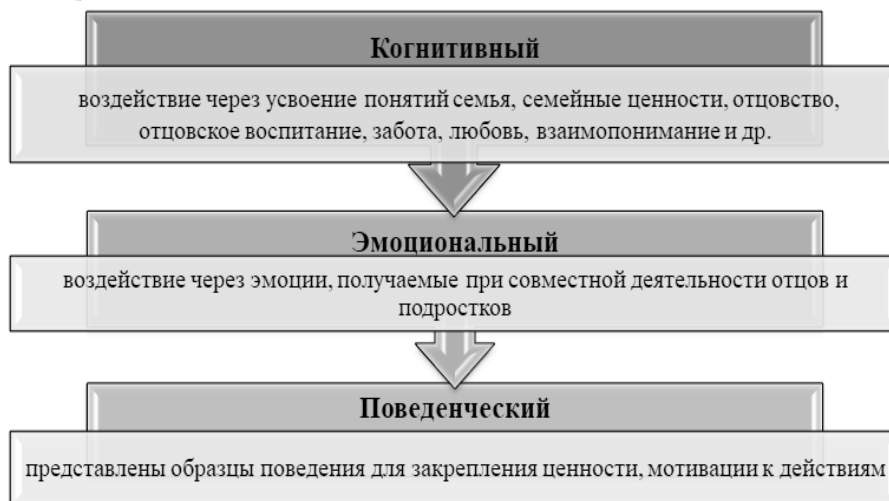 Когнитивный
воздействие через усвоение понятий семья, семейные ценности, отцовство,
отцовское воспитание, забота, любовь, взаимопонимание и др.
Эмоциональный
воздействие через эмоции, получаемые при совместной деятельности отцов и
подростков
Поведенческий
представлены образцы поведения для закрепления ценности, мотивации к действиям